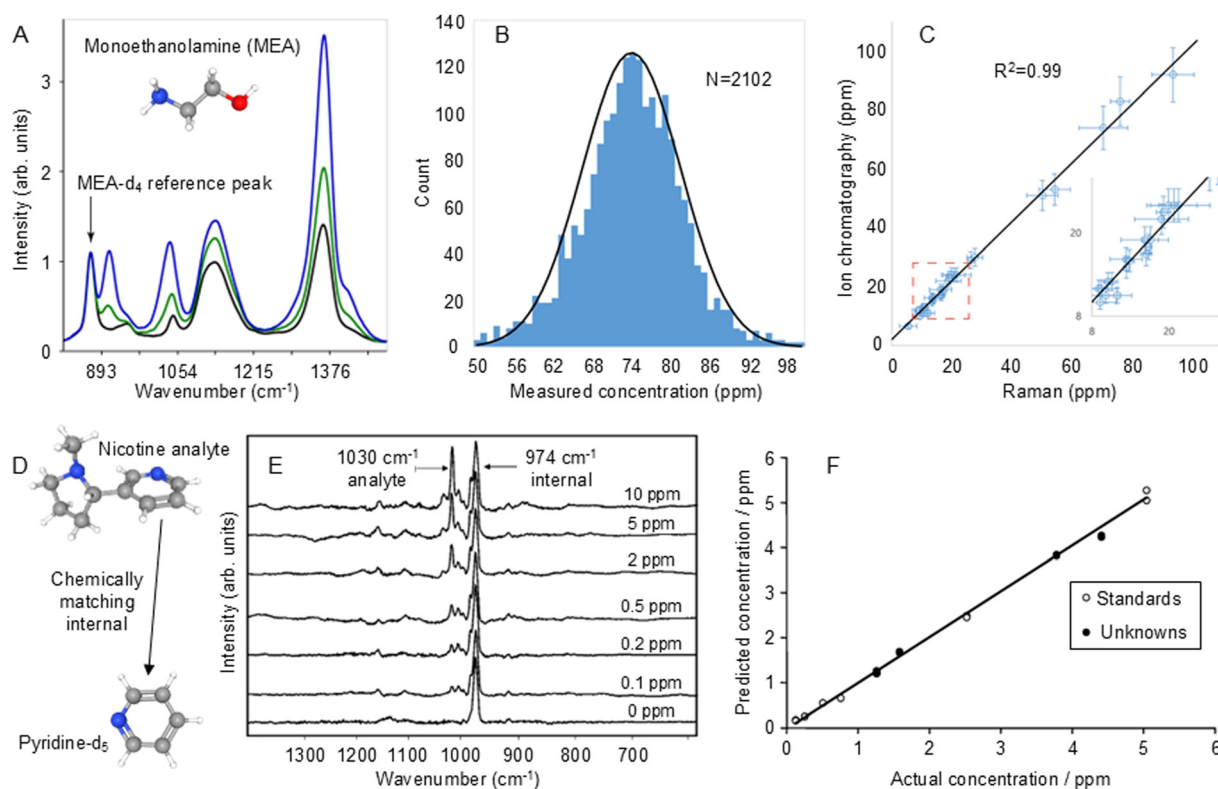 A
Monoethanolamine (MEA)
MEA-d4 reference peak
Intensity (arb. units)
3
2
1
0
893 1054 1215 1376
Wavenumber (cm-1)
B
N=2102
Count
140
120
100
80
60
40
20
0
50 56 62 68 74 80 86 92 98
Measured concentration (ppm)
C
R2=0.99
Ion chromatography (ppm)
100
80
60
40
20
0
20
8
8 20
0 20 40 60 80 100
Raman (ppm)
D
Nicotine analyte
Chemically
matching
internal
Pyridine-d5
E
1030 cm-1
analyte
974 cm-1
internal
10 ppm
5 ppm
2 ppm
0.5 ppm
0.2 ppm
0.1 ppm
0 ppm
Intensity (arb. units)
1300 1200 1100 1000 900 800 700
Wavenumber (cm-1)
F
Predicted concentration / ppm
6
5
4
3
2
1
0
Standards
Unknowns
0 1 2 3 4 5 6
Actual concentration / ppm